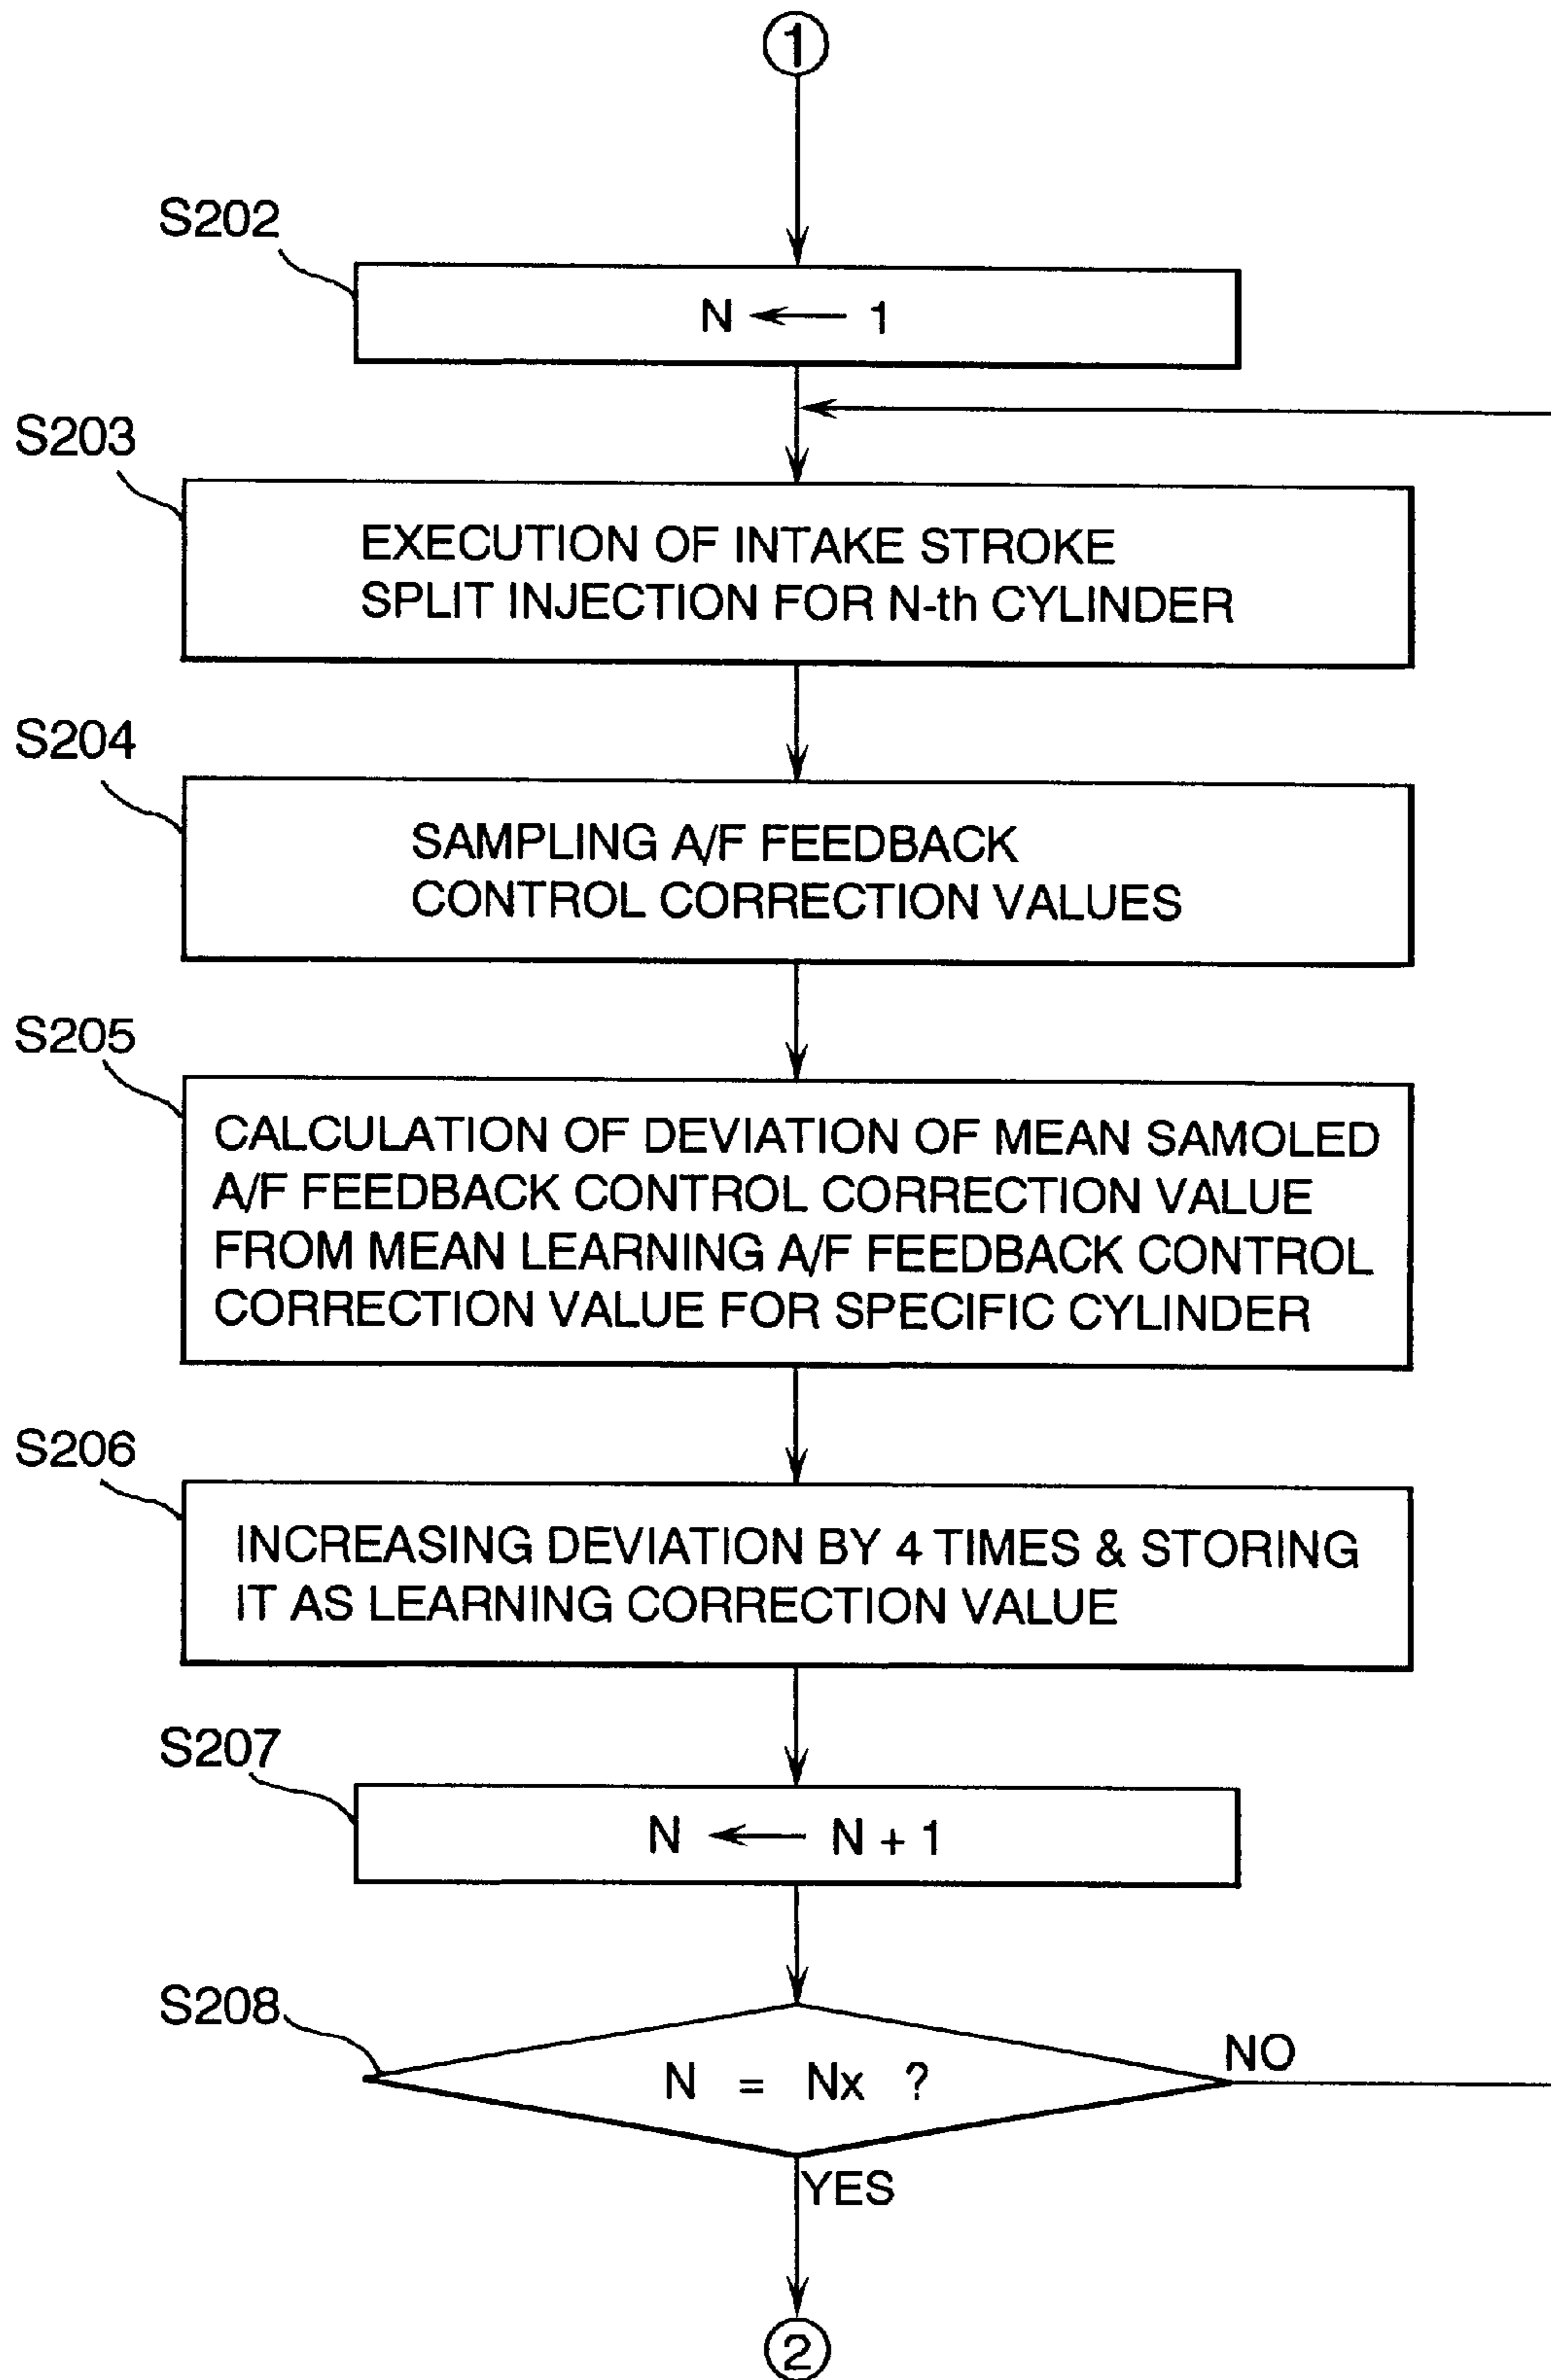 1
S202
N ← 1
S203
EXECUTION OF INTAKE STROKE
SPLIT INJECTION FOR N-th CYLINDER
S204
SAMPLING A/F FEEDBACK
CONTROL CORRECTION VALUES
S205
CALCULATION OF DEVIATION OF MEAN SAMOLED
A/F FEEDBACK CONTROL CORRECTION VALUE
FROM MEAN LEARNING A/F FEEDBACK CONTROL
CORRECTION VALUE FOR SPECIFIC CYLINDER
S206
INCREASING DEVIATION BY 4 TIMES & STORING
IT AS LEARNING CORRECTION VALUE
S207
N ← N + 1
S208
N = Nx ?
NO
YES
2